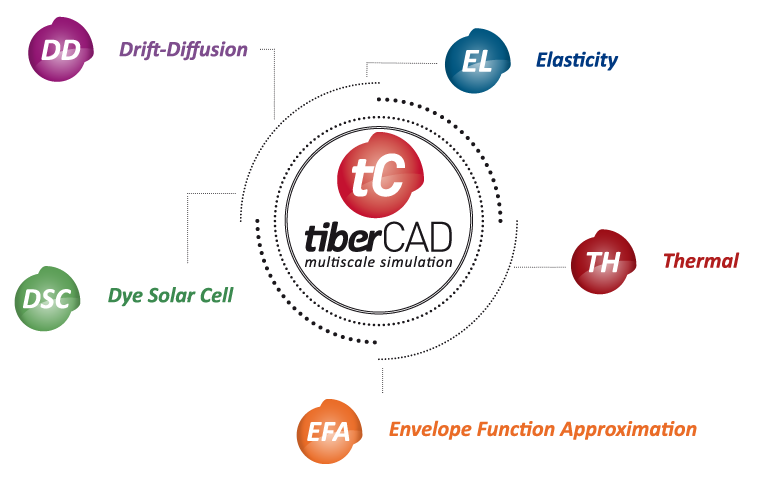 DD
Drift-Diffusion
EL
Elasticity
tC
tiberCAD
multiscale simulation
TH
Thermal
DSC
Dye Solar Cell
EFA
Envelope Function Approximation